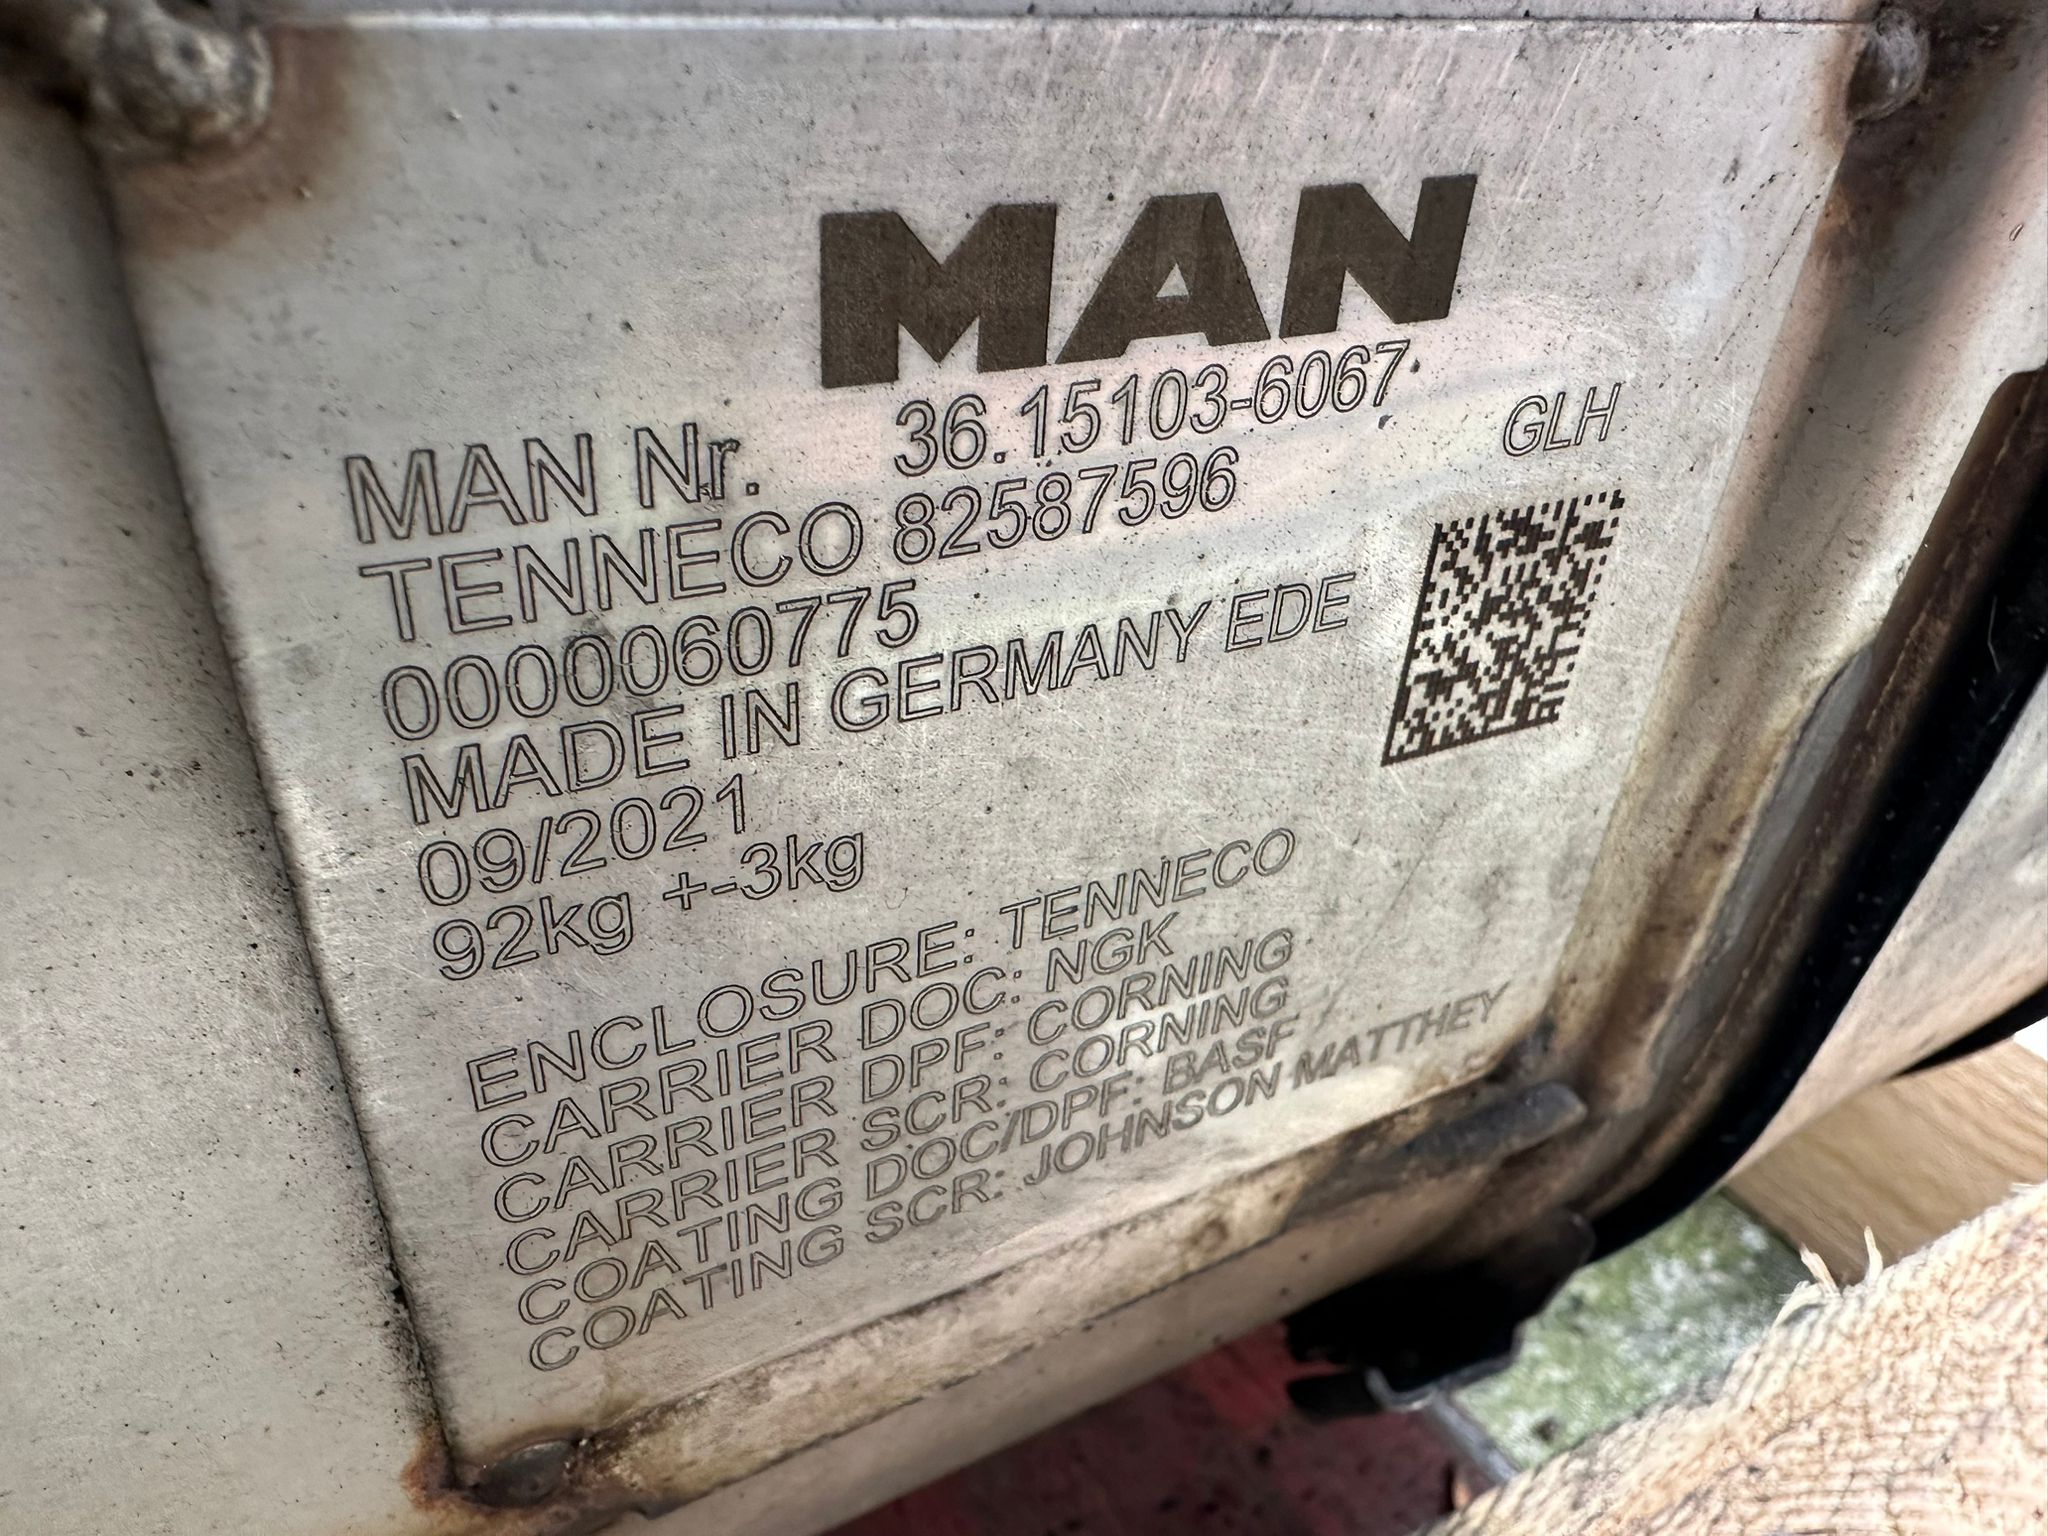 MAN
MAN Nr. 36.15103-6067
TENNECO 82587596 GLH
0000060775
MADE IN GERMANY EDE
09/2021
92kg +-3kg
ENCLOSURE: TENNECO
CARRIER DOC: NGK
CARRIER DPF: CORNING
CARRIER SCR: CORNING
COATING DOC/DPF: BASF
COATING SCR: JOHNSON MATTHEY